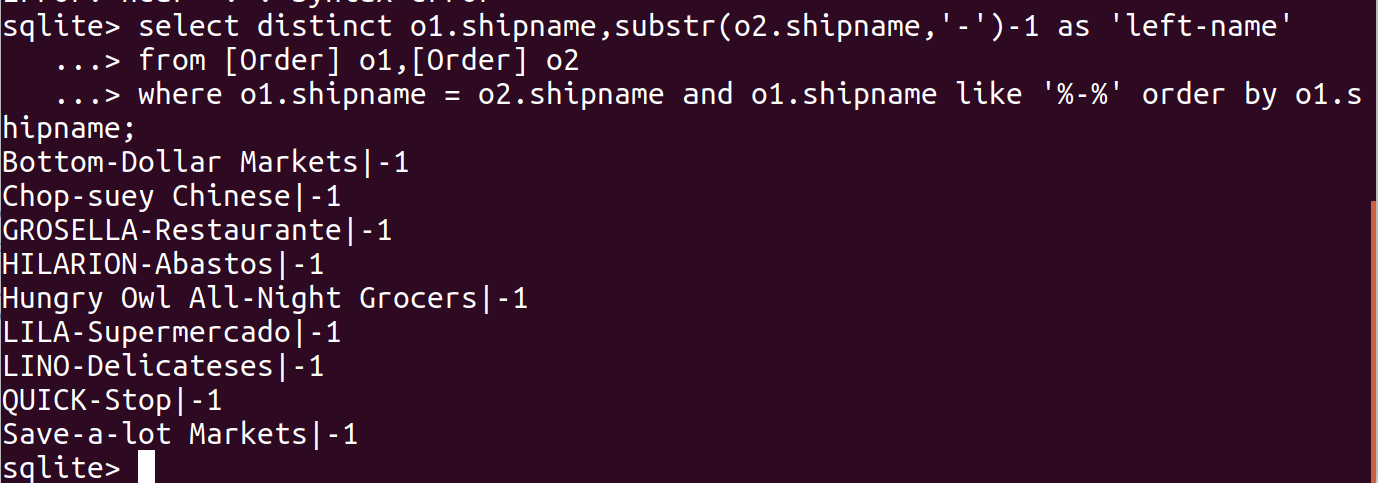 sqlite> select distinct o1.shipname,substr(o2.shipname,'-')-1 as 'left-name'
   ...> from [Order] o1,[Order] o2
   ...> where o1.shipname = o2.shipname and o1.shipname like '%-%' order by o1.s
hipname;
Bottom-Dollar Markets|-1
Chop-suey Chinese|-1
GROSELLA-Restaurante|-1
HILARION-Abastos|-1
Hungry Owl All-Night Grocers|-1
LILA-Supermercado|-1
LINO-Delicateses|-1
QUICK-Stop|-1
Save-a-lot Markets|-1
sqlite>